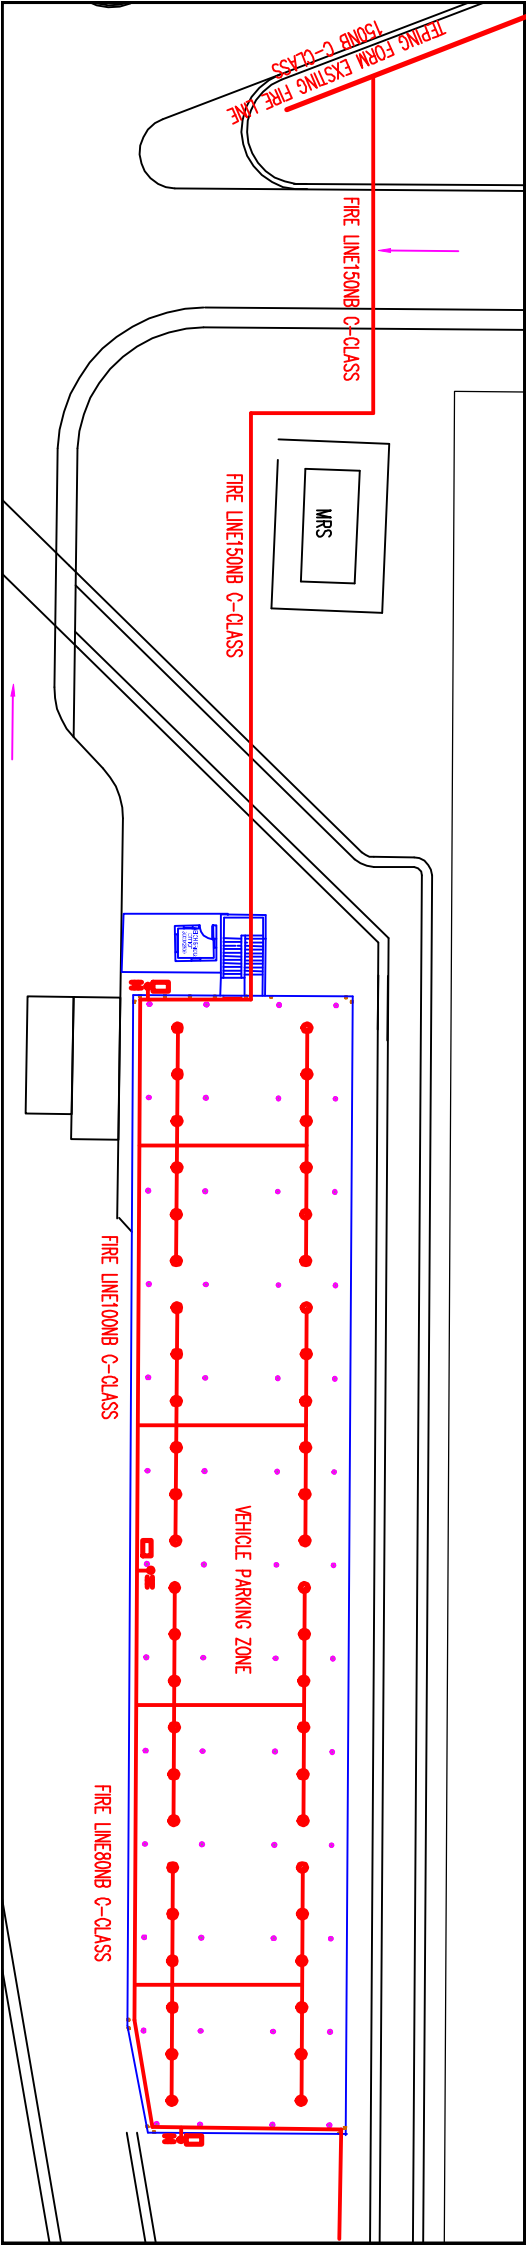 TEPING FORM EXSTING FIRE LINE
150NB C-CLASS
FIRE LINE150NB C-CLASS
MRS
FIRE LINE150NB C-CLASS
FIRE LINE100NB C-CLASS
VEHICLE PARKING ZONE
FIRE LINE80NB C-CLASS